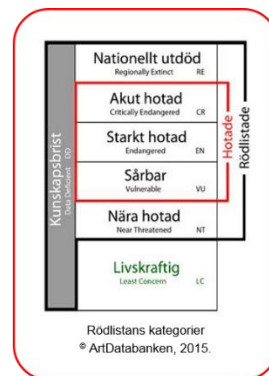 Nationellt utdöd
Regionally Extinct RE
Akut hotad
Critically Endangered CR
Starkt hotad
Endangered EN
Sårbar
Vulnerable VU
Nära hotad
Near Threatened NT
Livskraftig
Least Concern LC
Kunskapsbrist
Data Deficient DD
Hotade
Rödlistade
Rödlistans kategorier
© ArtDatabanken, 2015.